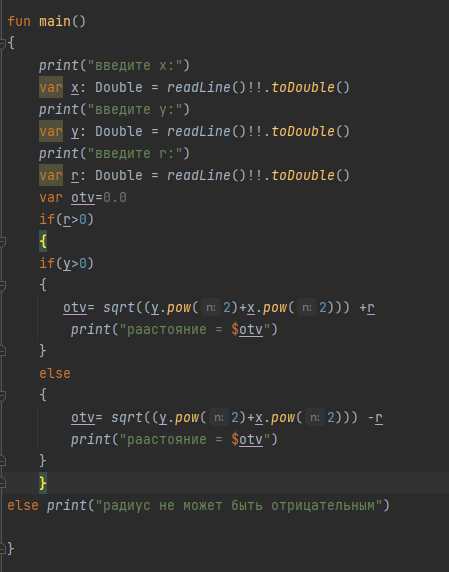 fun main()
{
print("введите x:")
var x: Double = readLine()!!.toDouble()
print("введите y:")
var y: Double = readLine()!!.toDouble()
print("введите r:")
var r: Double = readLine()!!.toDouble()
var otv=0.0
if(r>0)
{
if(y>0)
{
otv= sqrt((y.pow( n: 2)+x.pow( n: 2))) +r
print("раастояние = $otv")
}
else
{
otv= sqrt((y.pow( n: 2)+x.pow( n: 2))) -r
print("раастояние = $otv")
}
}
else print("радиус не может быть отрицательным")
}